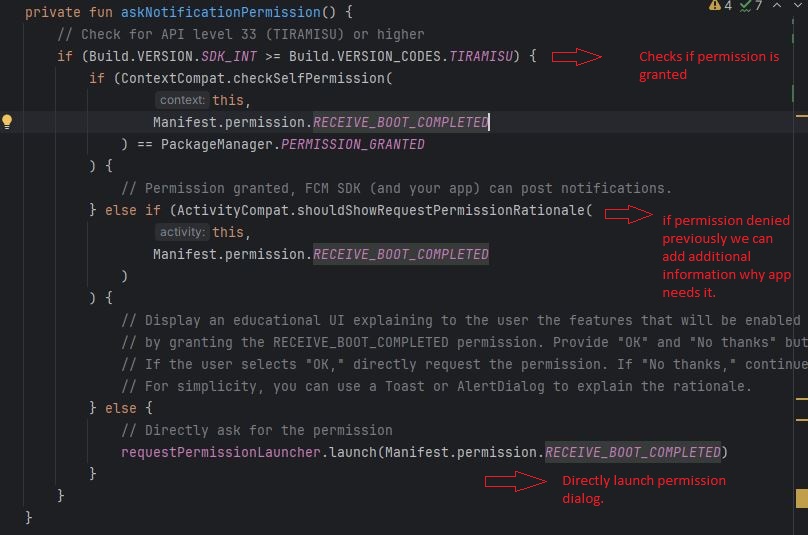 private fun askNotificationPermission() {
4 7
// Check for API level 33 (TIRAMISU) or higher
if (Build.VERSION.SDK_INT >= Build.VERSION_CODES.TIRAMISU) {
Checks if permission is
granted
if (ContextCompat.checkSelfPermission(
context: this,
Manifest.permission.RECEIVE_BOOT_COMPLETED
) == PackageManager.PERMISSION_GRANTED
) {
// Permission granted, FCM SDK (and your app) can post notifications.
} else if (ActivityCompat.shouldShowRequestPermissionRationale(
if permission denied
previously we can
add additional
information why app
needs it.
activity: this,
Manifest.permission.RECEIVE_BOOT_COMPLETED
)
) {
// Display an educational UI explaining to the user the features that will be enabled
// by granting the RECEIVE_BOOT_COMPLETED permission. Provide "OK" and "No thanks" but
// If the user selects "OK," directly request the permission. If "No thanks," continue
// For simplicity, you can use a Toast or AlertDialog to explain the rationale.
} else {
// Directly ask for the permission
requestPermissionLauncher.launch(Manifest.permission.RECEIVE_BOOT_COMPLETED)
}
Directly launch permission
dialog.
}
}